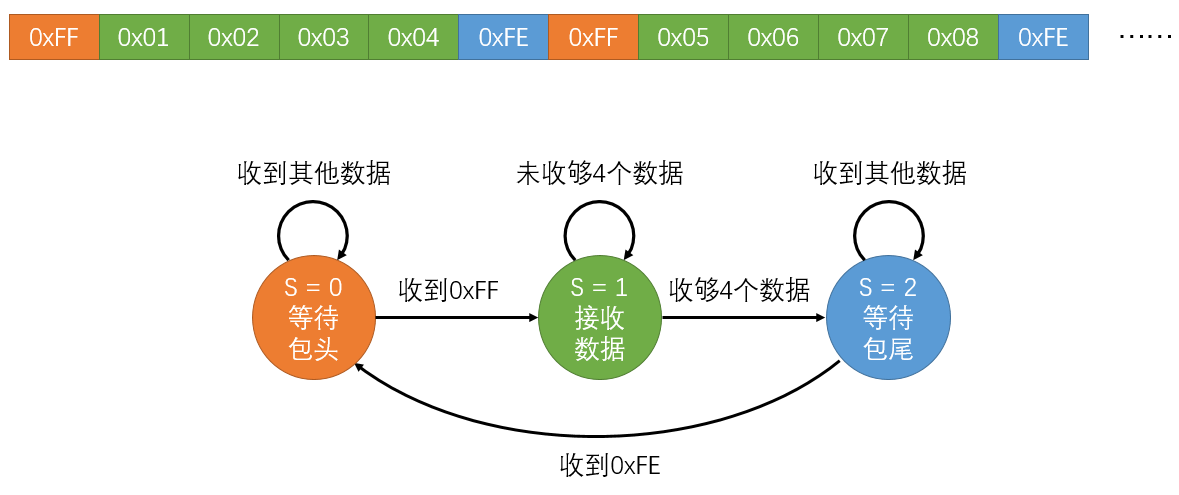 0xFF 0x01 0x02 0x03 0x04 0xFE 0xFF 0x05 0x06 0x07 0x08 0xFE ……
收到其他数据 未收够4个数据 收到其他数据
S = 0
等待
包头
收到0xFF
S = 1
接收
数据
收够4个数据
S = 2
等待
包尾
收到0xFE